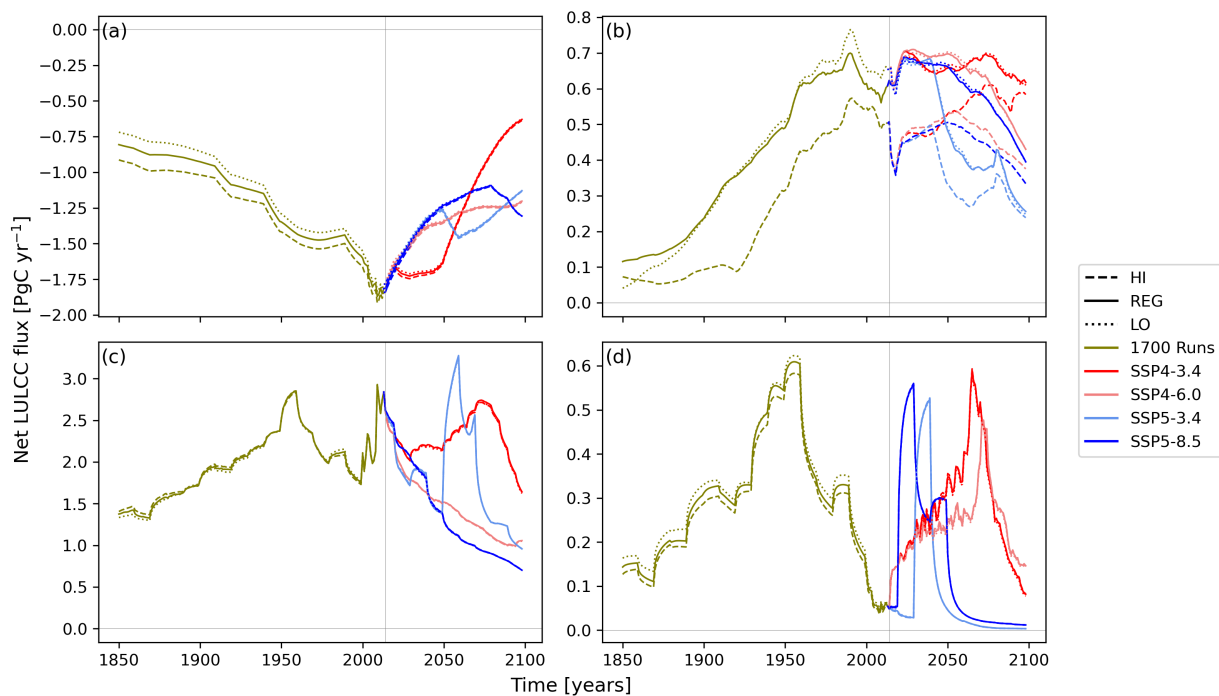 (a)
0.00
−0.25
−0.50
−0.75
−1.00
−1.25
−1.50
−1.75
−2.00
(b)
0.8
0.7
0.6
0.5
0.4
0.3
0.2
0.1
0.0
Net LULCC flux [PgC yr⁻¹]
(c)
3.0
2.5
2.0
1.5
1.0
0.5
0.0
1850 1900 1950 2000 2050 2100
(d)
0.6
0.5
0.4
0.3
0.2
0.1
0.0
1850 1900 1950 2000 2050 2100
Time [years]
HI
REG
LO
1700 Runs
SSP4-3.4
SSP4-6.0
SSP5-3.4
SSP5-8.5